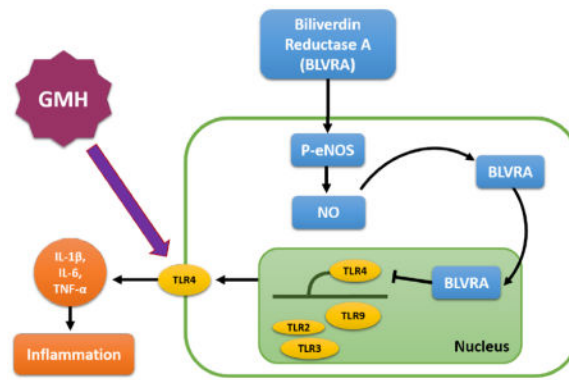 Biliverdin
Reductase A
(BLVRA)
GMH
P-eNOS
BLVRA
NO
IL-1β,
IL-6,
TNF-α
TLR4
TLR4
BLVRA
TLR9
TLR2
TLR3
Inflammation
Nucleus